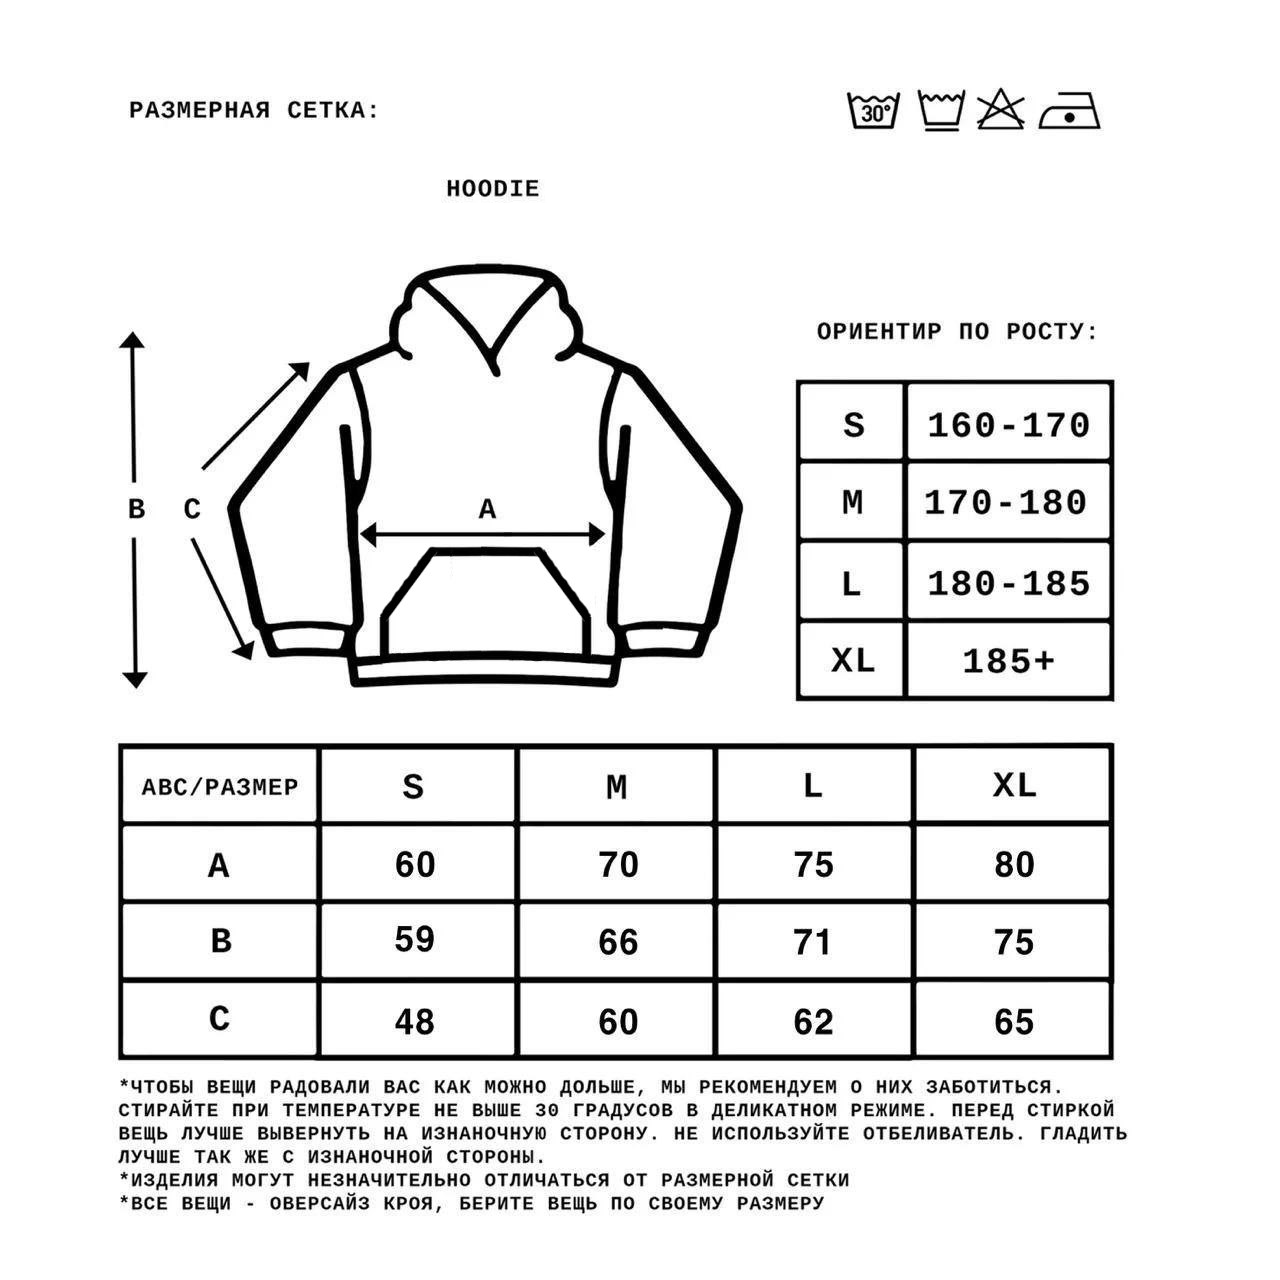 РАЗМЕРНАЯ СЕТКА:
30°
HOODIE
ОРИЕНТИР ПО РОСТУ:
S 160-170
M 170-180
L 180-185
XL 185+
B C A
АВС/РАЗМЕР S M L XL
A 60 70 75 80
B 59 66 71 75
C 48 60 62 65
*ЧТОБЫ ВЕЩИ РАДОВАЛИ ВАС КАК МОЖНО ДОЛЬШЕ, МЫ РЕКОМЕНДУЕМ О НИХ ЗАБОТИТЬСЯ.
СТИРАЙТЕ ПРИ ТЕМПЕРАТУРЕ НЕ ВЫШЕ 30 ГРАДУСОВ В ДЕЛИКАТНОМ РЕЖИМЕ. ПЕРЕД СТИРКОЙ
ВЕЩЬ ЛУЧШЕ ВЫВЕРНУТЬ НА ИЗНАНОЧНУЮ СТОРОНУ. НЕ ИСПОЛЬЗУЙТЕ ОТБЕЛИВАТЕЛЬ. ГЛАДИТЬ
ЛУЧШЕ ТАК ЖЕ С ИЗНАНОЧНОЙ СТОРОНЫ.
*ИЗДЕЛИЯ МОГУТ НЕЗНАЧИТЕЛЬНО ОТЛИЧАТЬСЯ ОТ РАЗМЕРНОЙ СЕТКИ
*ВСЕ ВЕЩИ - ОВЕРСАЙЗ КРОЯ, БЕРИТЕ ВЕЩЬ ПО СВОЕМУ РАЗМЕРУ